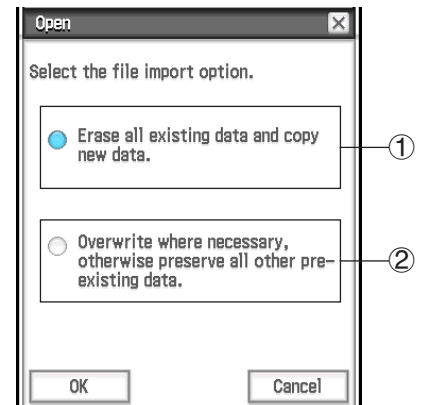 Open
Select the file import option.
Erase all existing data and copy
new data.
①
Overwrite where necessary,
otherwise preserve all other pre-
existing data.
②
OK Cancel